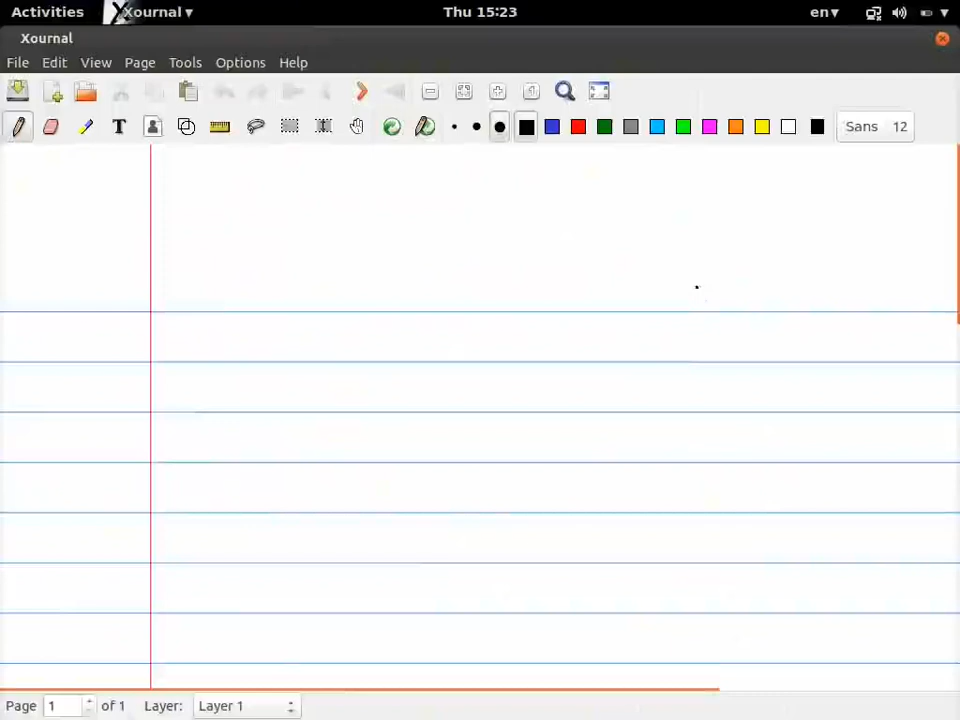 Activities Xournal ▾ Thu 15:23 en ▾
Xournal
File Edit View Page Tools Options Help
T Sans 12
Page 1 of 1 Layer: Layer 1